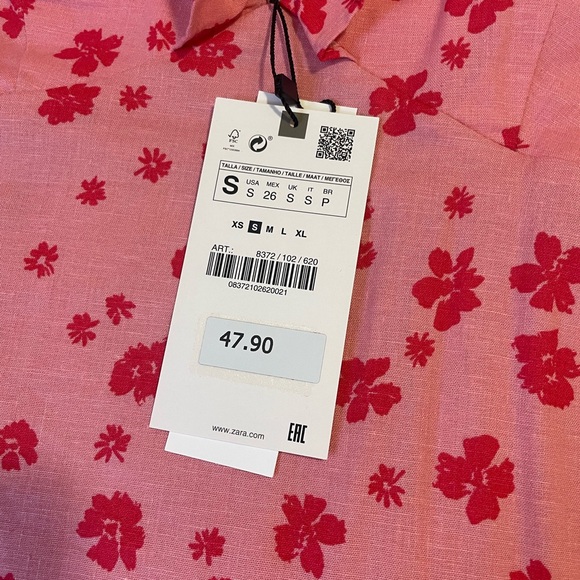 FSC
®
TALLA / SIZE / TAMANHO / TAILLE / MAAT / ΜΕΓΕΘΟΣ
S USA S MEX 26 UK S IT S BR P
XS S M L XL
ART.: 8372 / 102 / 620
08372102620021
47.90
www.zara.com
EAC